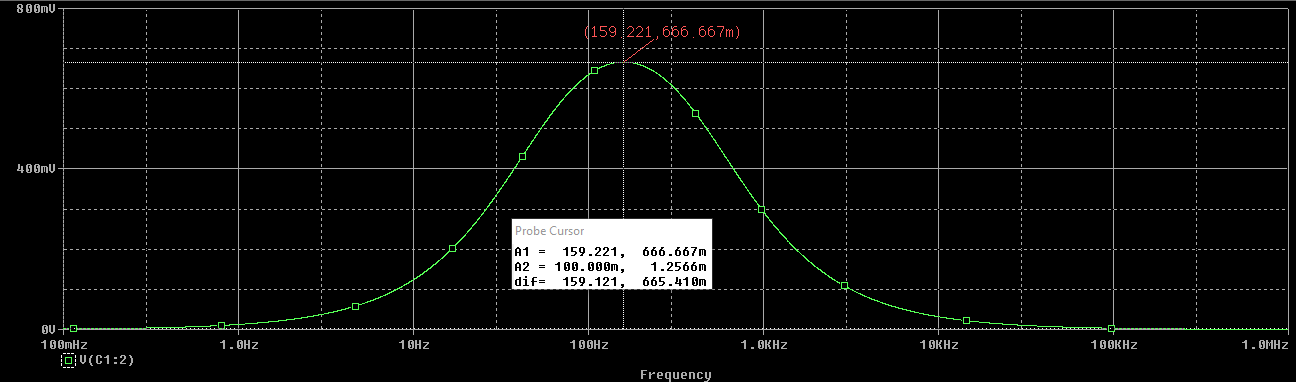 800mV
(159.221,666.667m)
400mV
Probe Cursor
A1 = 159.221, 666.667m
A2 = 100.000m, 1.2566m
dif= 159.121, 665.410m
0V
100mHz 1.0Hz 10Hz 100Hz 1.0KHz 10KHz 100KHz 1.0MHz
V(C1:2)
Frequency